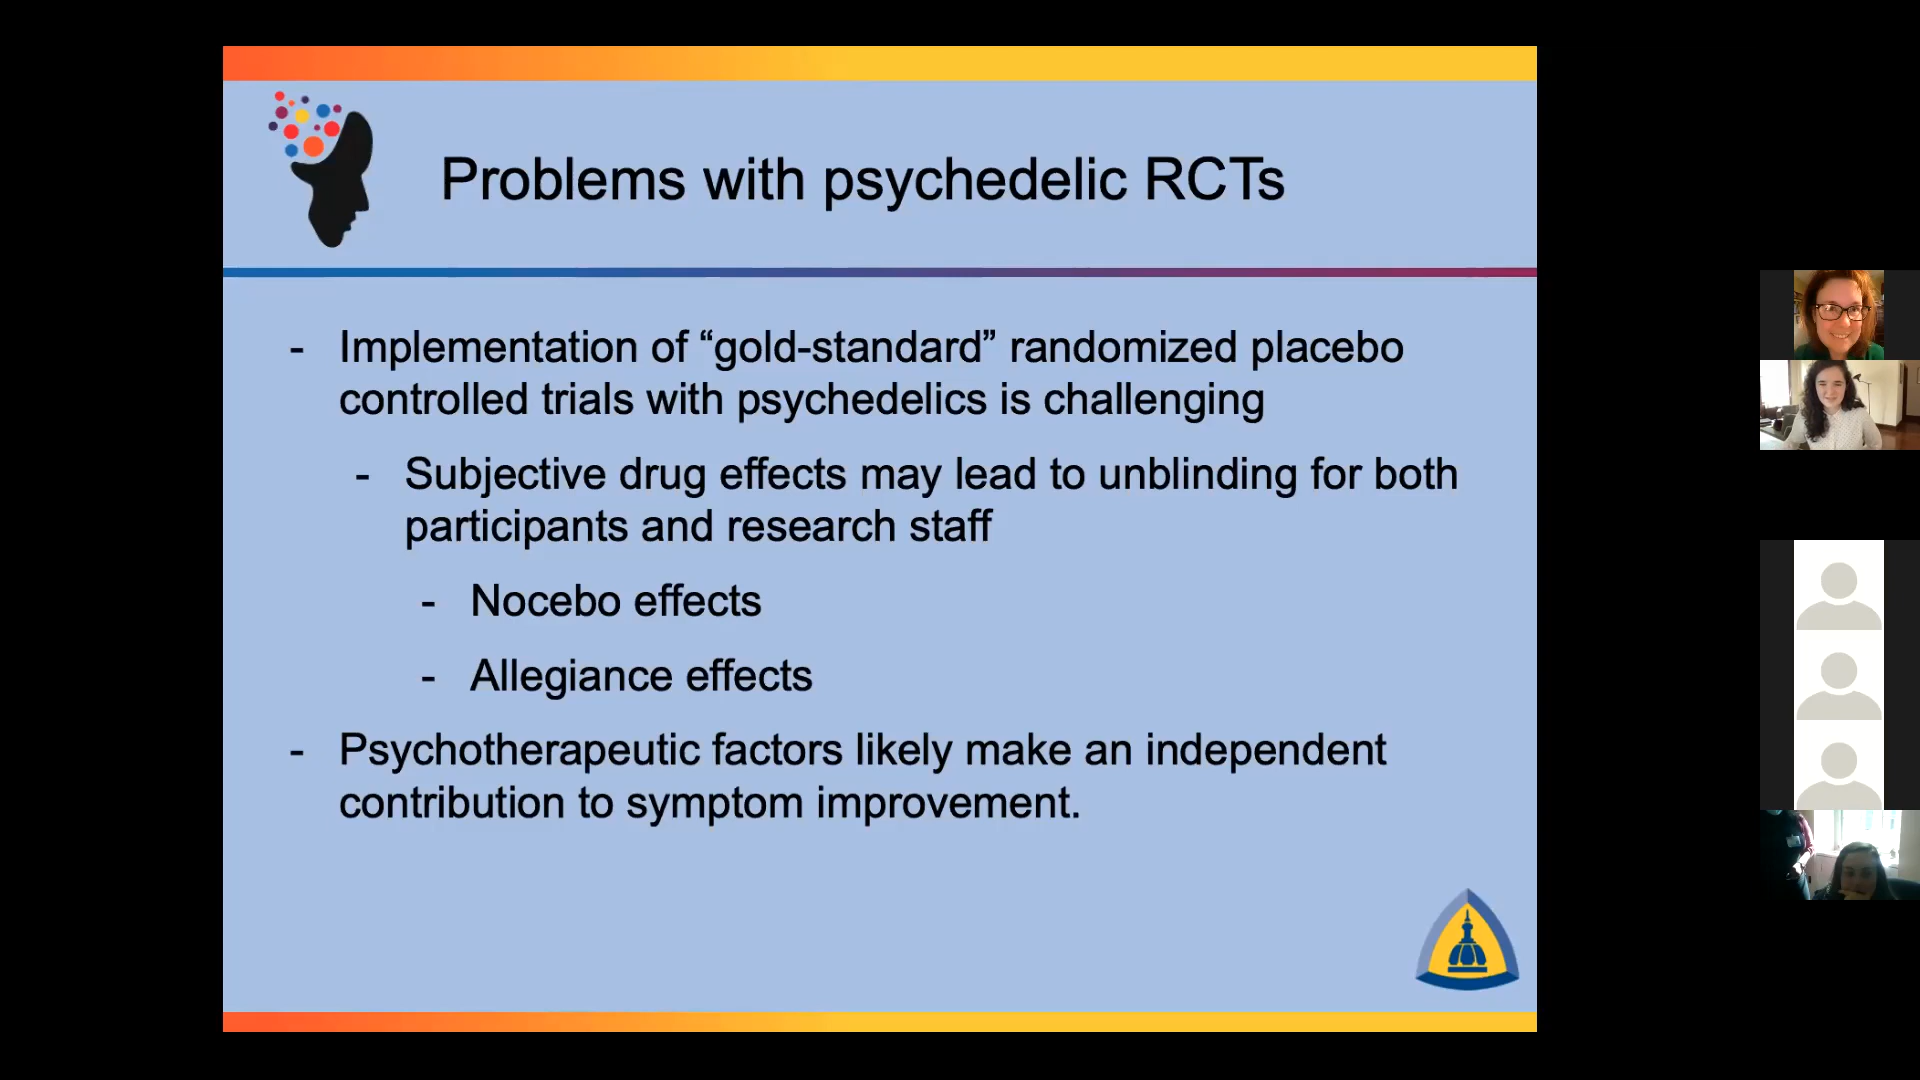 Problems with psychedelic RCTs
- Implementation of “gold-standard” randomized placebo
controlled trials with psychedelics is challenging
- Subjective drug effects may lead to unblinding for both
participants and research staff
- Nocebo effects
- Allegiance effects
- Psychotherapeutic factors likely make an independent
contribution to symptom improvement.